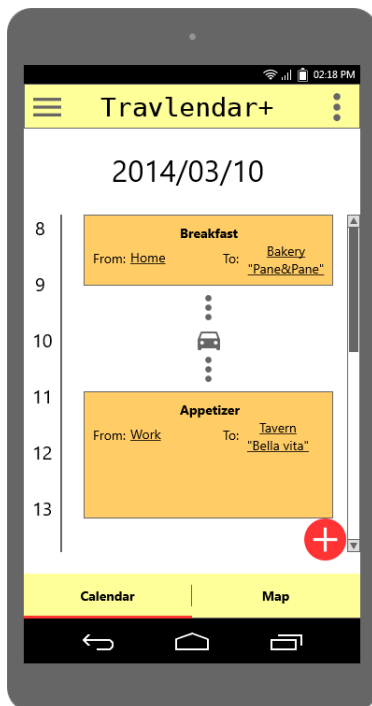 02:18 PM
Travlendar+
2014/03/10
8
Breakfast
From: Home To: Bakery
"Pane&Pane"
9
10
11
Appetizer
From: Work To: Tavern
"Bella vita"
12
13
Calendar Map